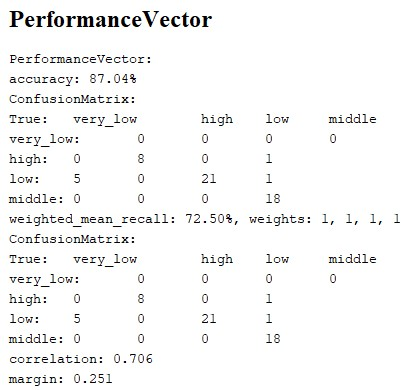 PerformanceVector
PerformanceVector:
accuracy: 87.04%
ConfusionMatrix:
True: very_low high low middle
very_low: 0 0 0 0
high: 0 8 0 1
low: 5 0 21 1
middle: 0 0 0 18
weighted_mean_recall: 72.50%, weights: 1, 1, 1, 1
ConfusionMatrix:
True: very_low high low middle
very_low: 0 0 0 0
high: 0 8 0 1
low: 5 0 21 1
middle: 0 0 0 18
correlation: 0.706
margin: 0.251